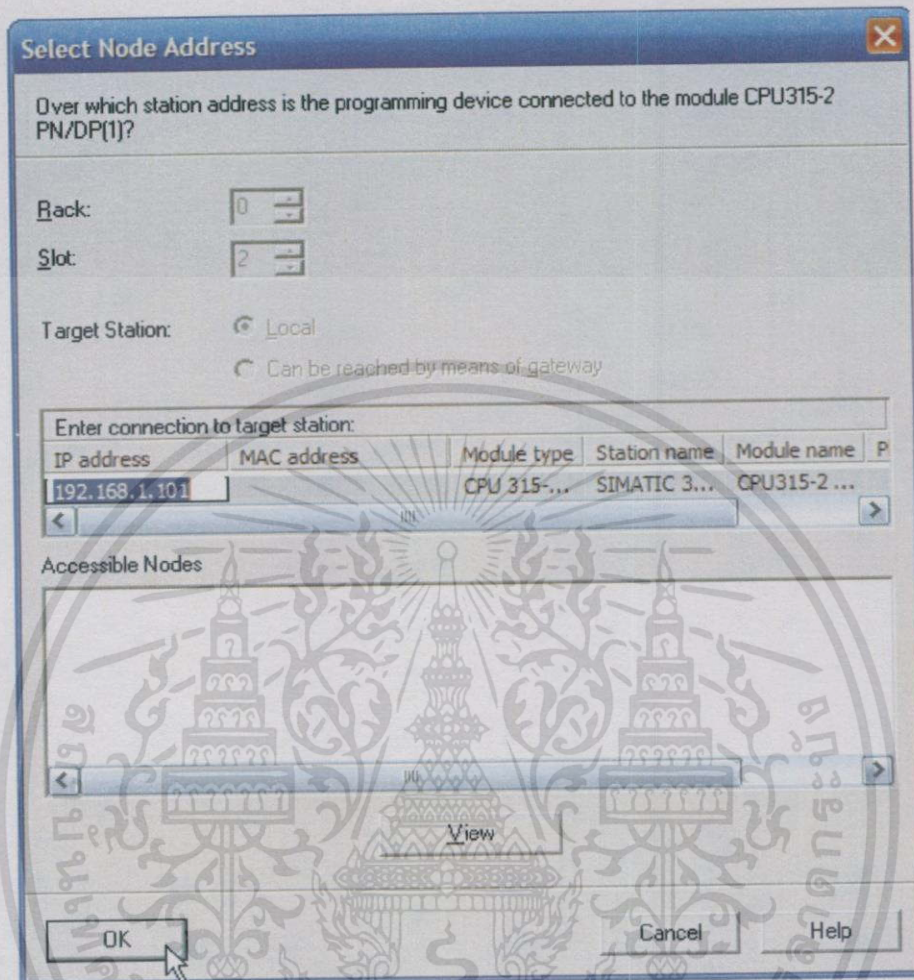 Select Node Address
Over which station address is the programming device connected to the module CPU315-2
PN/DP(1)?
Rack: 0
Slot: 2
Target Station: Local
Can be reached by means of gateway
Enter connection to target station:
IP address MAC address Module type Station name Module name P
192.168.1.101 CPU 315-... SIMATIC 3... CPU315-2 ...
Accessible Nodes
View
OK Cancel Help